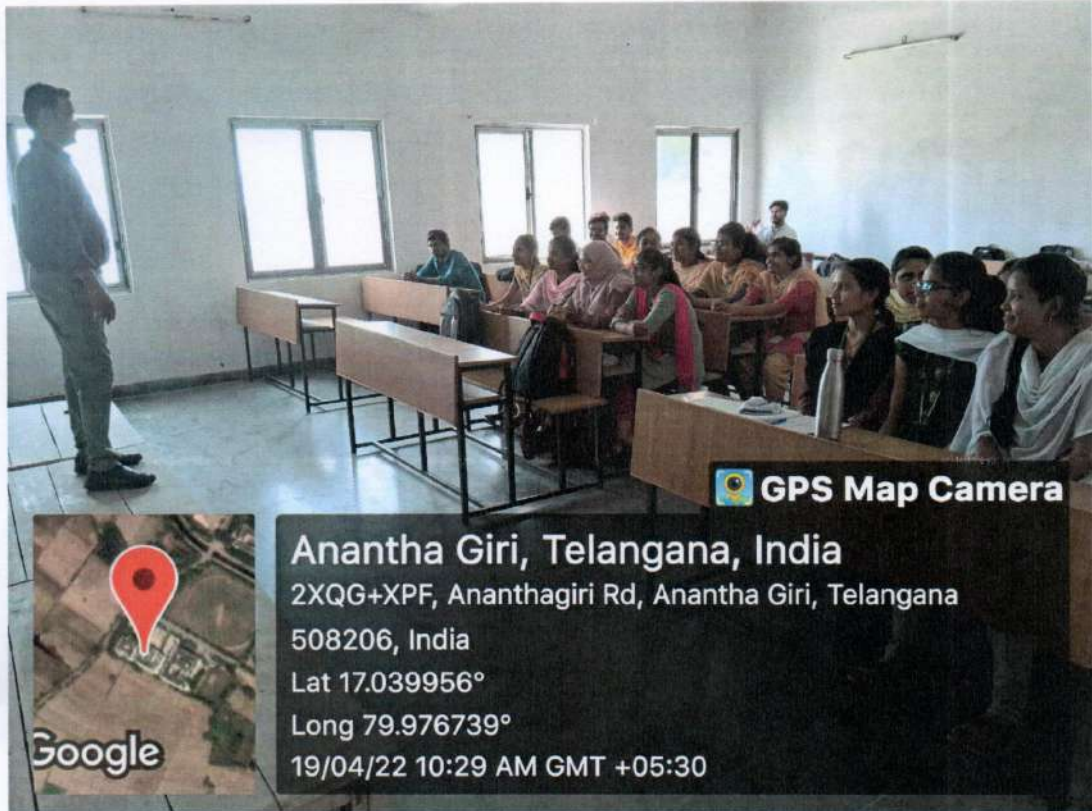 GPS Map Camera
Anantha Giri, Telangana, India
2XQG+XPF, Ananthagiri Rd, Anantha Giri, Telangana
508206, India
Lat 17.039956°
Long 79.976739°
19/04/22 10:29 AM GMT +05:30
Google